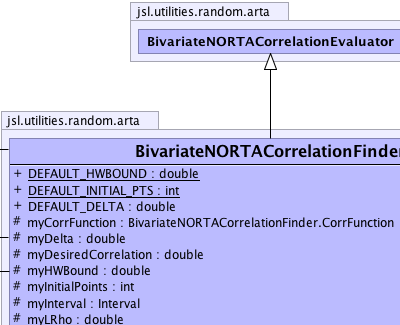 jsl.utilities.random.arta
BivariateNORTACorrelationEvaluator
jsl.utilities.random.arta
BivariateNORTACorrelationFinder
+ DEFAULT_HWBOUND : double
+ DEFAULT_INITIAL_PTS : int
+ DEFAULT_DELTA : double
# myCorrFunction : BivariateNORTACorrelationFinder.CorrFunction
# myDelta : double
# myDesiredCorrelation : double
# myHWBound : double
# myInitialPoints : int
# myInterval : Interval
# myLRho : double